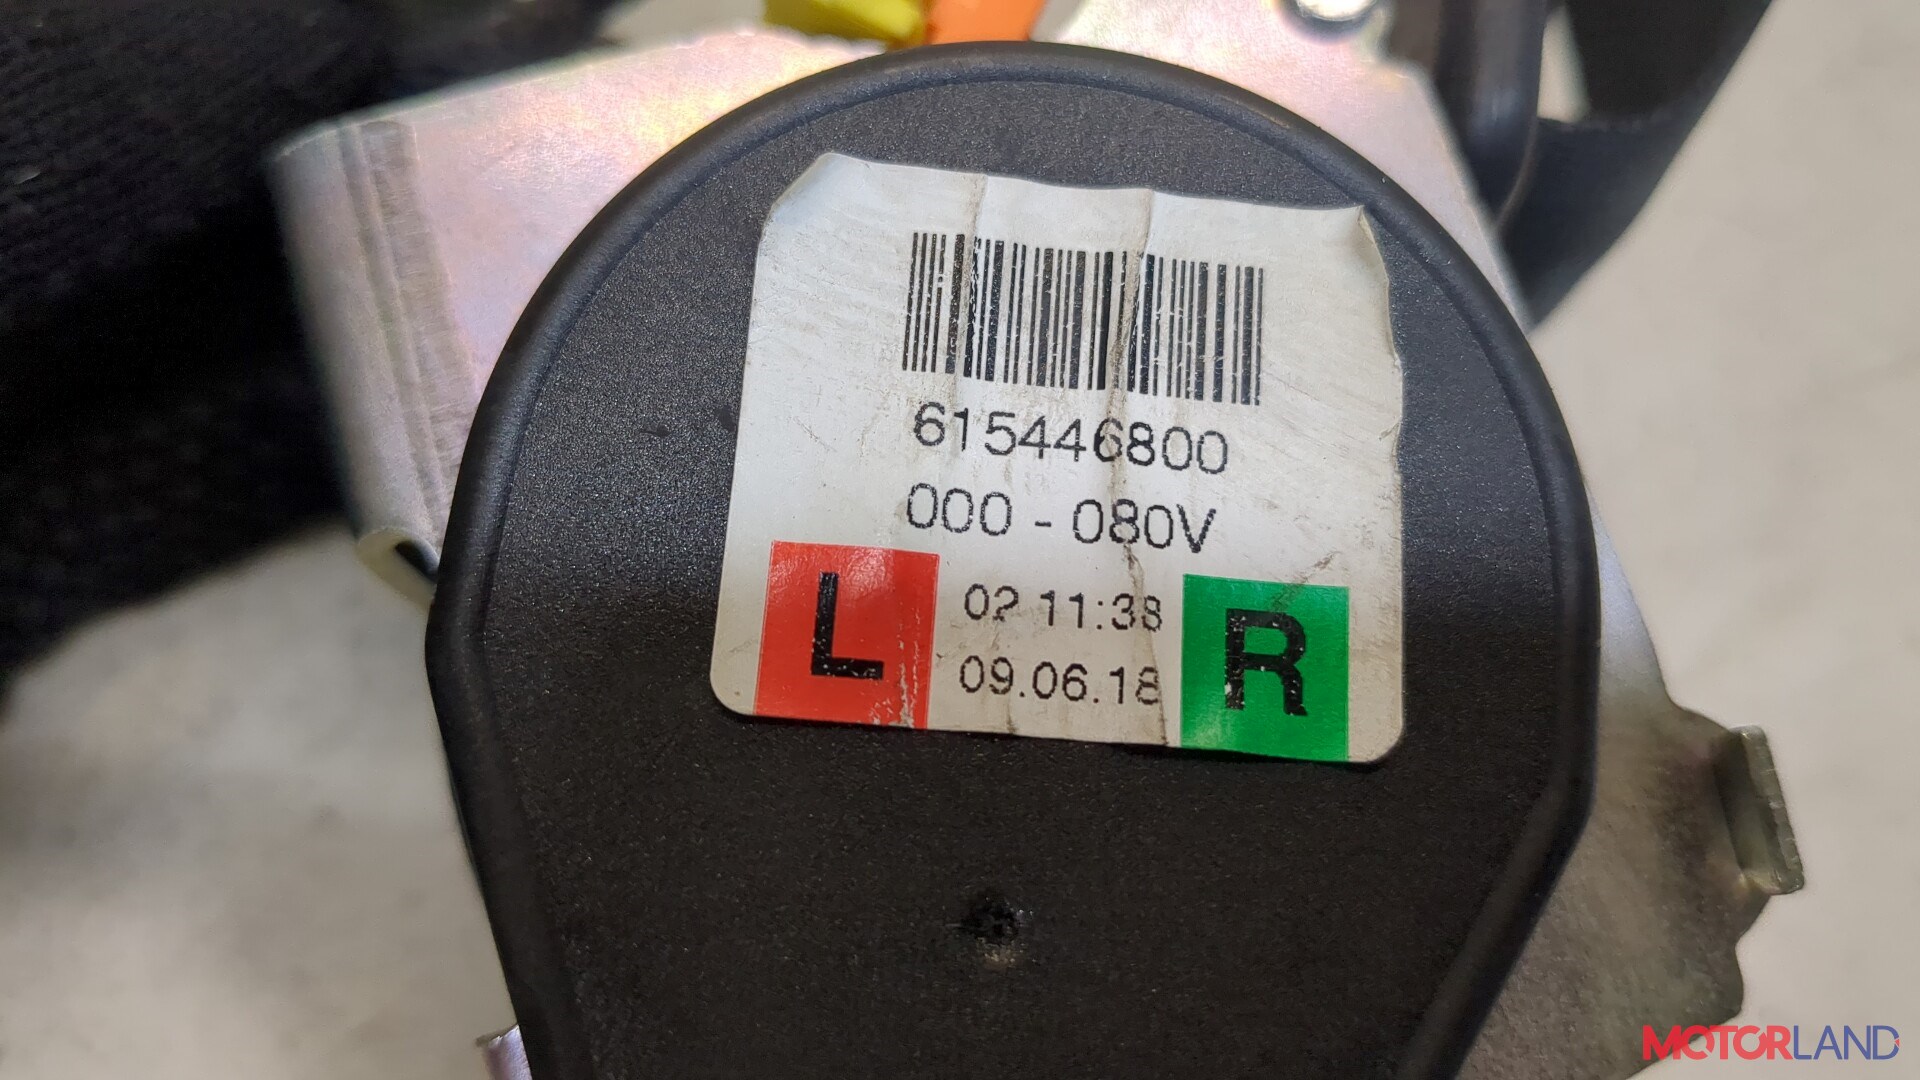 615446800
000 - 080V
L
02 11:38
09.06.18
R
MOTORLAND